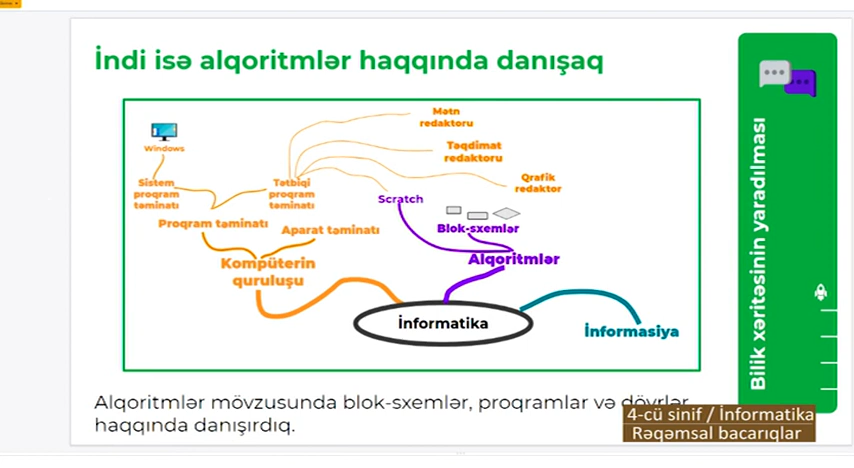 İndi isə alqoritmlər haqqında danışaq
Mətn
redaktoru
Təqdimat
redaktoru
Qrafik
redaktor
Windows
Sistem
proqram
təminatı
Tətbiqi
proqram
təminatı
Scratch
Proqram təminatı
Aparat təminatı
Blok-sxemlər
Kompüterin
quruluşu
Alqoritmlər
İnformatika
İnformasiya
Bilik xəritəsinin yaradılması
Alqoritmlər mövzusunda blok-sxemlər, proqramlar və dövrlər
haqqında danışırdıq.
4-cü sinif / İnformatika
Rəqəmsal bacarıqlar